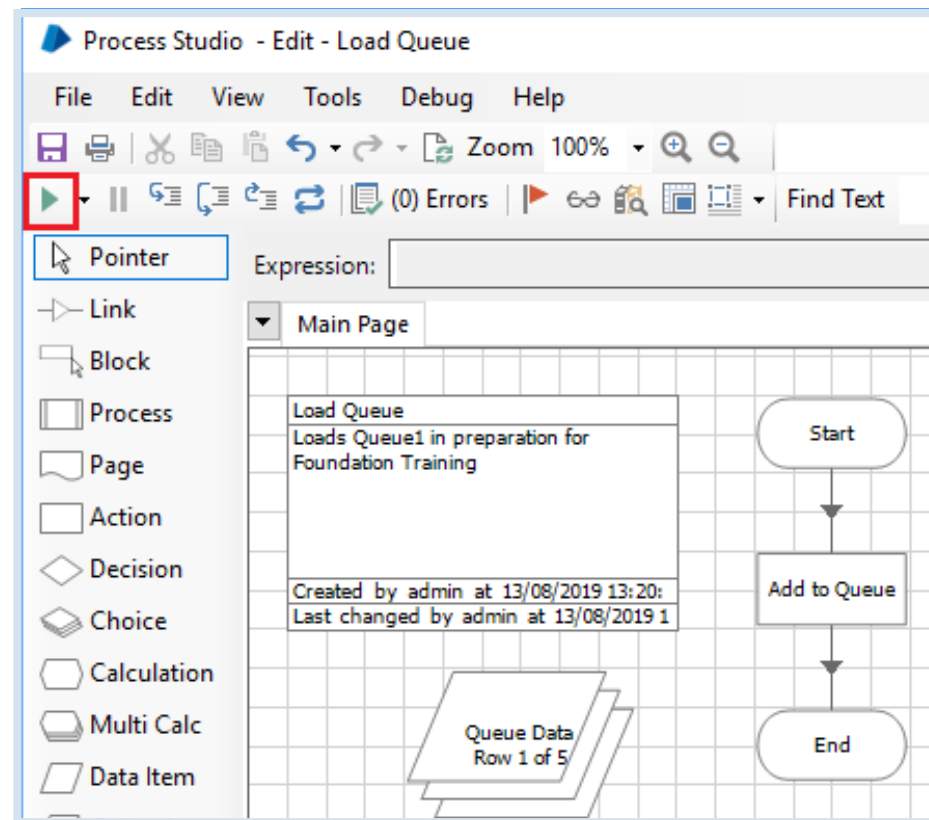 Process Studio - Edit - Load Queue
File Edit View Tools Debug Help
Zoom 100%
(0) Errors Find Text
Pointer
Expression:
Link
Main Page
Block
Process
Page
Action
Decision
Choice
Calculation
Multi Calc
Data Item
Load Queue
Loads Queue1 in preparation for
Foundation Training
Created by admin at 13/08/2019 13:20:
Last changed by admin at 13/08/2019 1
Queue Data
Row 1 of 5
Start
Add to Queue
End